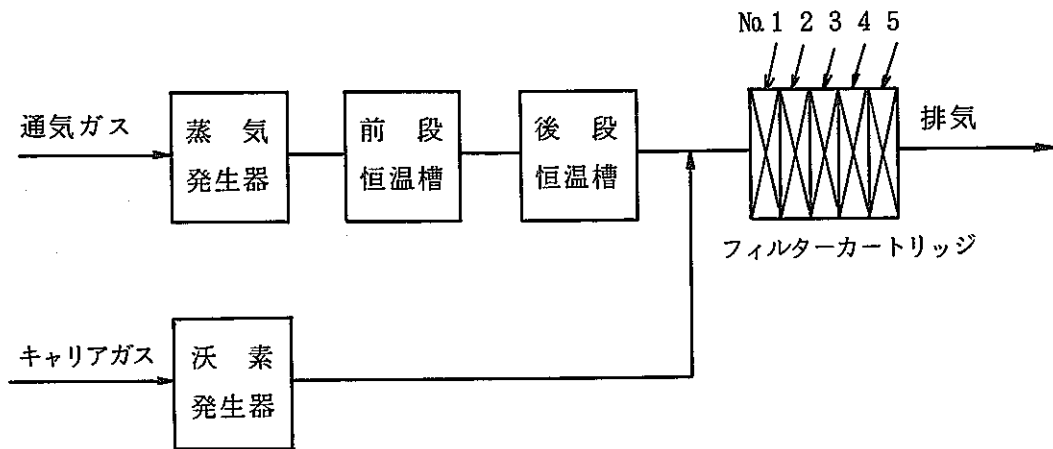 №1 2 3 4 5
通気ガス
蒸気
発生器
前段
恒温槽
後段
恒温槽
排気
フィルターカートリッジ
キャリアガス
沃素
発生器